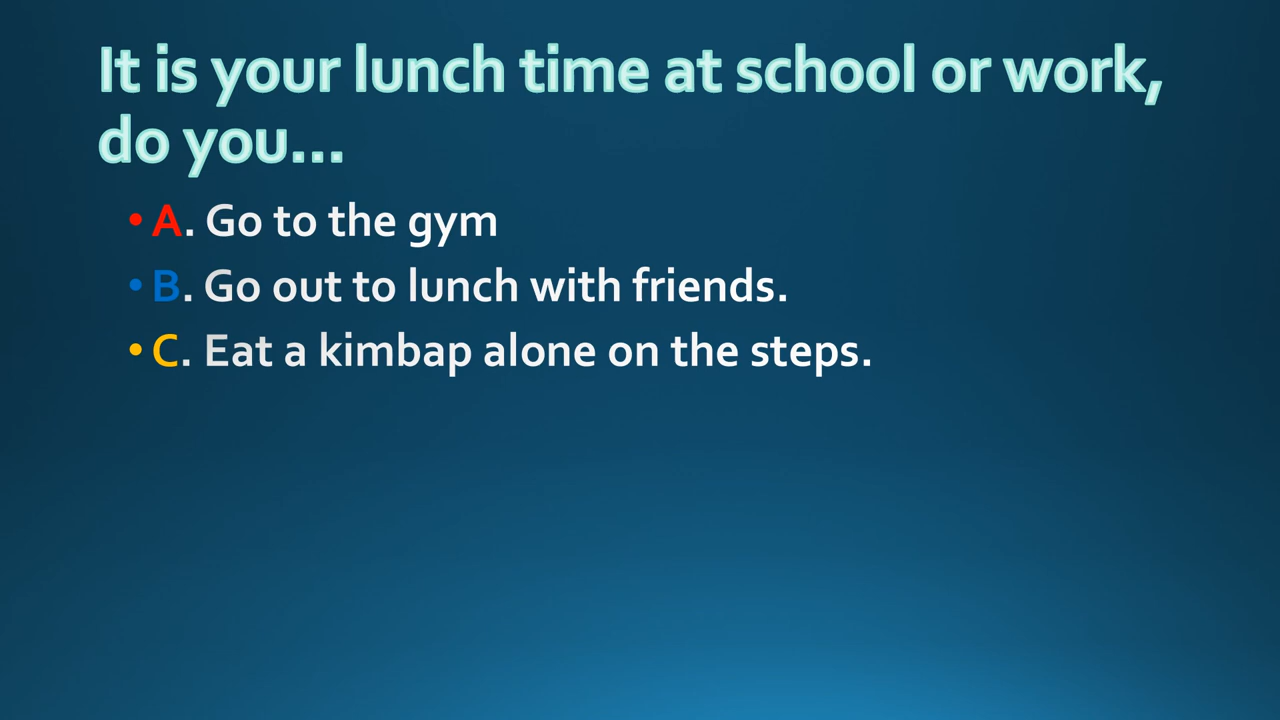 It is your lunch time at school or work,
do you...
• A. Go to the gym
• B. Go out to lunch with friends.
• C. Eat a kimbap alone on the steps.